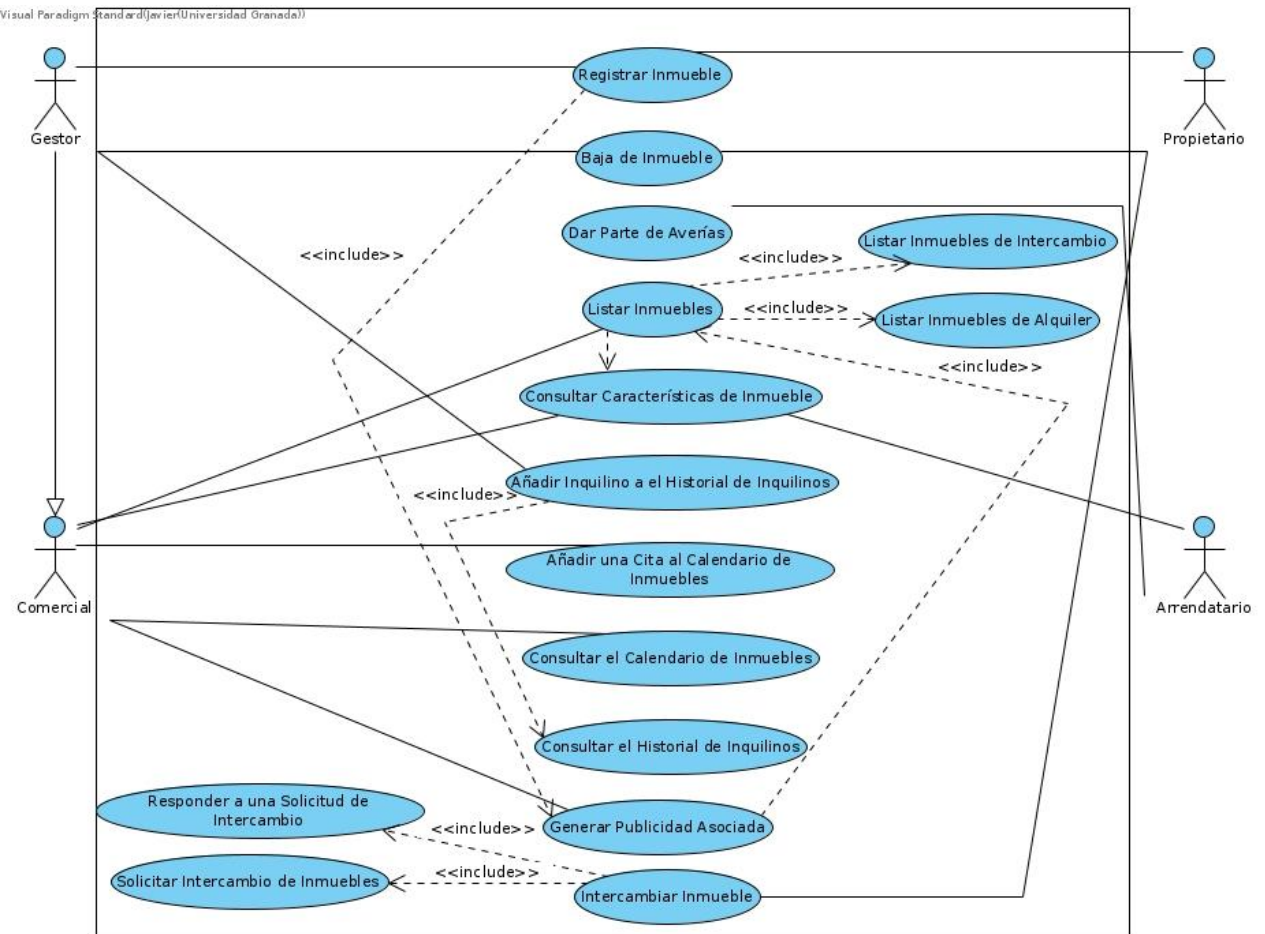 Visual Paradigm Standard(Javier(Universidad Granada))
Registrar Inmueble
Gestor
Propietario
Baja de Inmueble
Dar Parte de Averías
Listar Inmuebles de Intercambio
<<include>>
<<include>>
Listar Inmuebles
<<include>>
Listar Inmuebles de Alquiler
<<include>>
Consultar Características de Inmueble
Añadir Inquilino a el Historial de Inquilinos
<<include>>
Añadir una Cita al Calendario de
Inmuebles
Comercial
Arrendatario
Consultar el Calendario de Inmuebles
Consultar el Historial de Inquilinos
Responder a una Solicitud de
Intercambio
<<include>>
Generar Publicidad Asociada
Solicitar Intercambio de Inmuebles
<<include>>
Intercambiar Inmueble